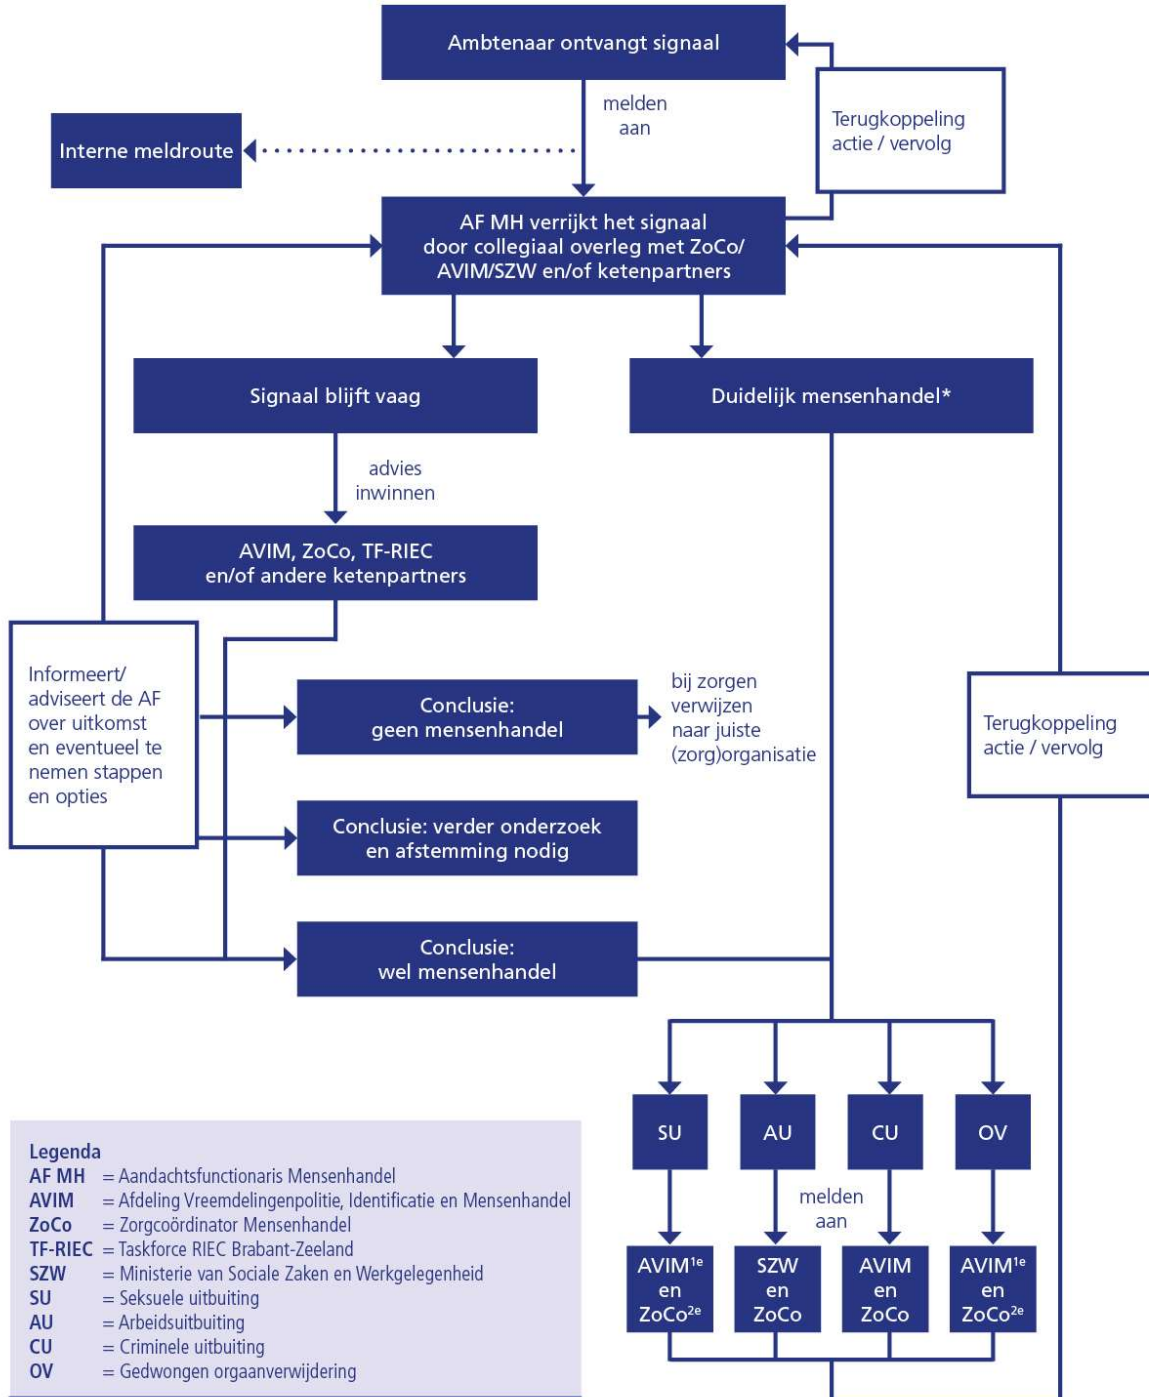 Ambtenaar ontvangt signaal
melden
aan
Terugkoppeling
actie / vervolg
Interne meldroute
AF MH verrijkt het signaal
door collegiaal overleg met ZoCo/
AVIM/SZW en/of ketenpartners
Signaal blijft vaag
Duidelijk mensenhandel*
advies
inwinnen
AVIM, ZoCo, TF-RIEC
en/of andere ketenpartners
Informeert/
adviseert de AF
over uitkomst
en eventueel te
nemen stappen
en opties
Conclusie:
geen mensenhandel
bij zorgen
verwijzen
naar juiste
(zorg)organisatie
Terugkoppeling
actie / vervolg
Conclusie: verder onderzoek
en afstemming nodig
Conclusie:
wel mensenhandel
SU
AU
CU
OV
melden
aan
AVIM1e
en
ZoCo2e
SZW
en
ZoCo
AVIM
en
ZoCo
AVIM1e
en
ZoCo2e
Legenda
AF MH = Aandachtsfunctionaris Mensenhandel
AVIM = Afdeling Vreemdelingenpolitie, Identificatie en Mensenhandel
ZoCo = Zorgcoördinator Mensenhandel
TF-RIEC = Taskforce RIEC Brabant-Zeeland
SZW = Ministerie van Sociale Zaken en Werkgelegenheid
SU = Seksuele uitbuiting
AU = Arbeidsuitbuiting
CU = Criminele uitbuiting
OV = Gedwongen orgaanverwijdering